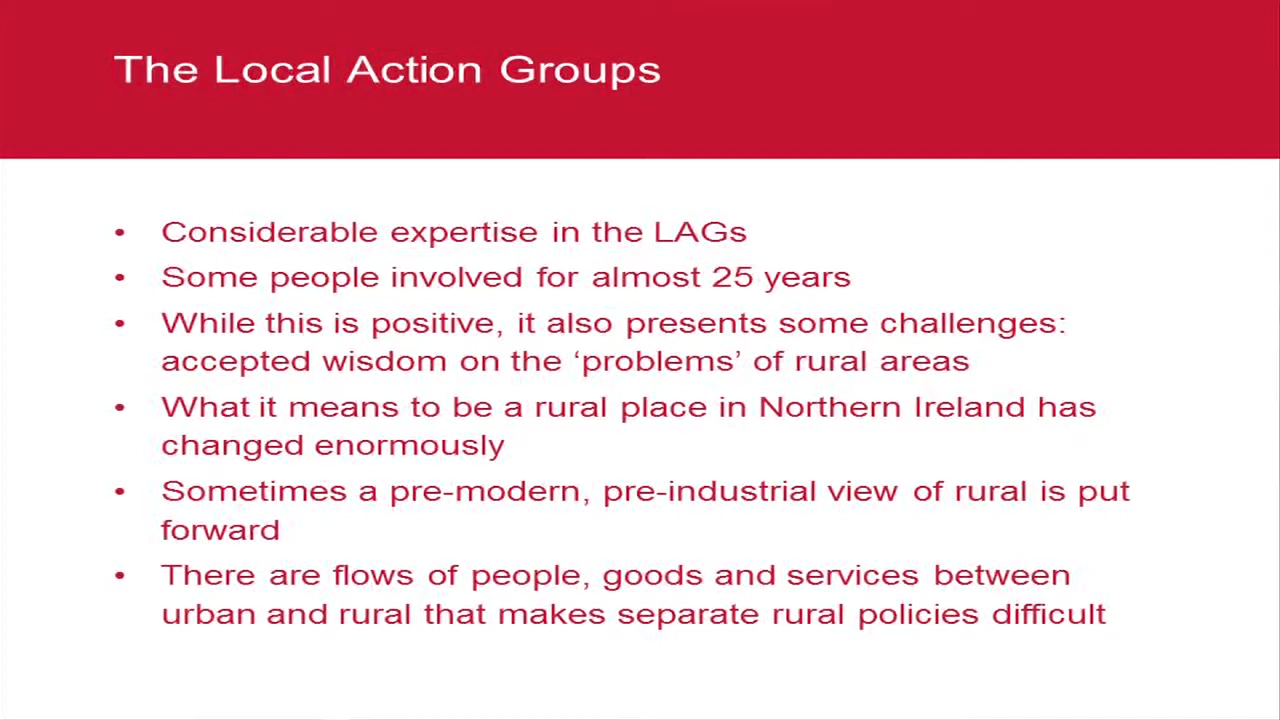 The Local Action Groups
• Considerable expertise in the LAGs
• Some people involved for almost 25 years
• While this is positive, it also presents some challenges:
accepted wisdom on the ‘problems’ of rural areas
• What it means to be a rural place in Northern Ireland has
changed enormously
• Sometimes a pre-modern, pre-industrial view of rural is put
forward
• There are flows of people, goods and services between
urban and rural that makes separate rural policies difficult